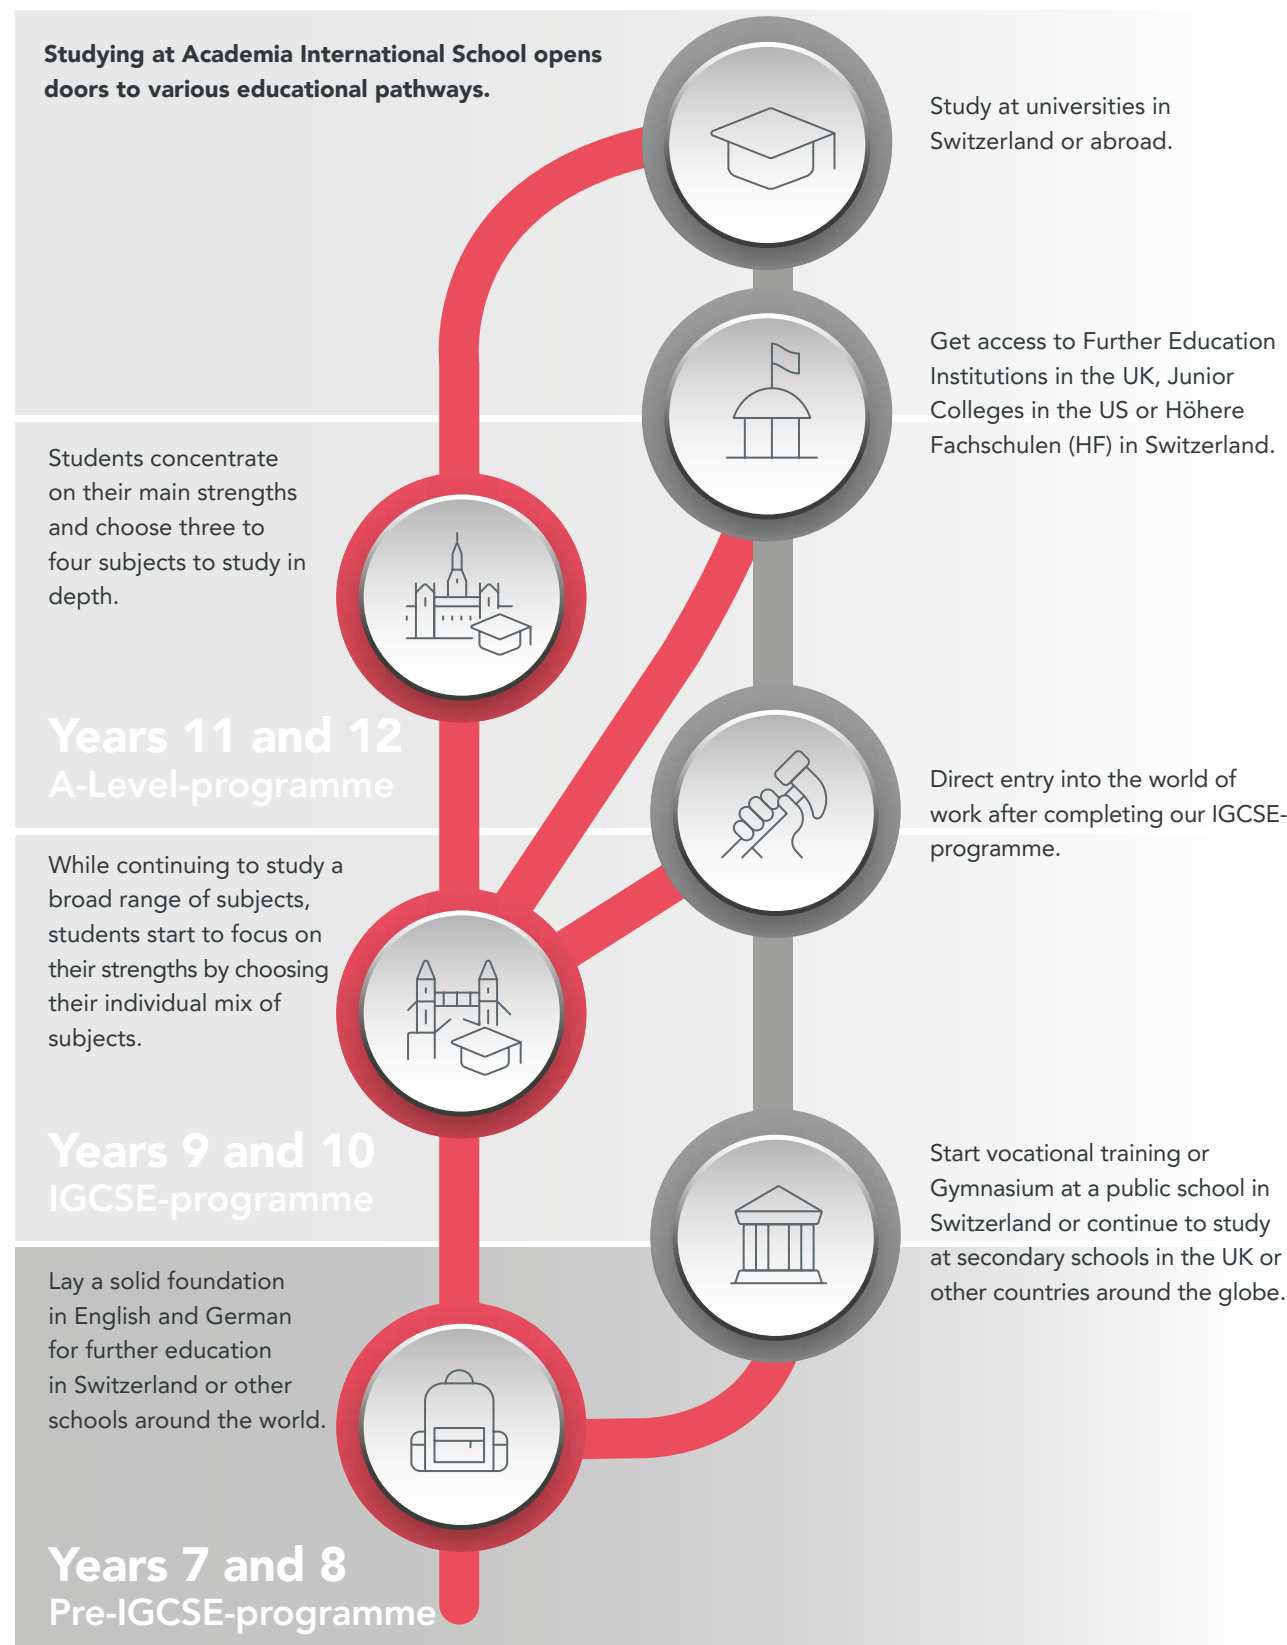 Studying at Academia International School opens
doors to various educational pathways.
Study at universities in
Switzerland or abroad.
Get access to Further Education
Institutions in the UK, Junior
Colleges in the US or Höhere
Fachschulen (HF) in Switzerland.
Students concentrate
on their main strengths
and choose three to
four subjects to study in
depth.
Years 11 and 12
A-Level-programme
Direct entry into the world of
work after completing our IGCSE-
programme.
While continuing to study a
broad range of subjects,
students start to focus on
their strengths by choosing
their individual mix of
subjects.
Years 9 and 10
IGCSE-programme
Start vocational training or
Gymnasium at a public school in
Switzerland or continue to study
at secondary schools in the UK or
other countries around the globe.
Lay a solid foundation
in English and German
for further education
in Switzerland or other
schools around the world.
Years 7 and 8
Pre-IGCSE-programme